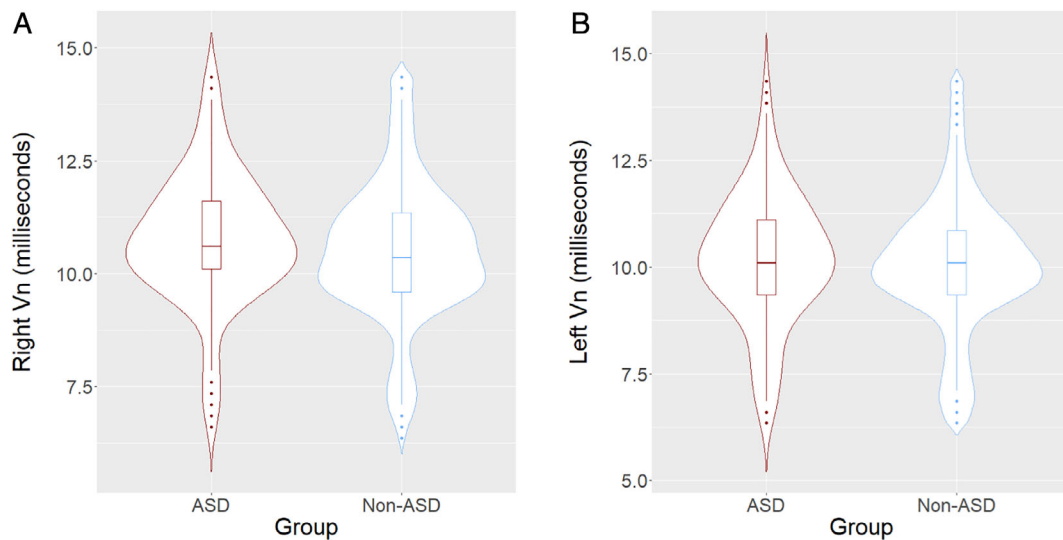 A
Right Vn (milliseconds)
15.0
12.5
10.0
7.5
ASD
Non-ASD
Group
B
Left Vn (milliseconds)
15.0
12.5
10.0
7.5
5.0
ASD
Non-ASD
Group